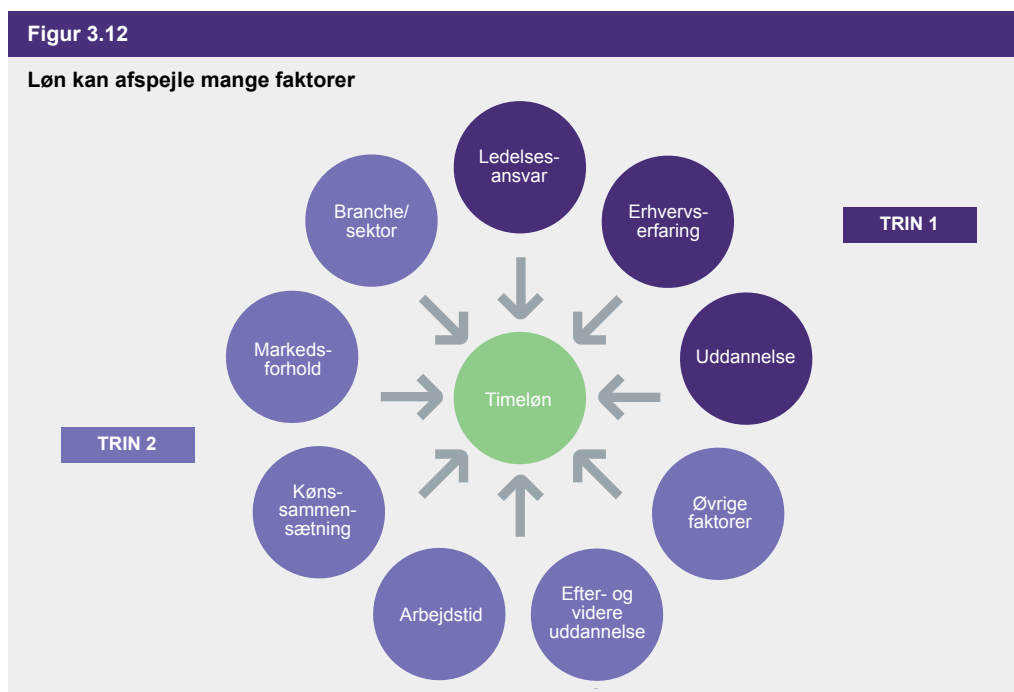 Figur 3.12
Løn kan afspejle mange faktorer
Ledelses-
ansvar
Branche/
sektor
Erhvervs-
erfaring
TRIN 1
Markeds-
forhold
Timeløn
Uddannelse
TRIN 2
Køns-
sammen-
sætning
Øvrige
faktorer
Arbejdstid
Efter- og
videre
uddannelse